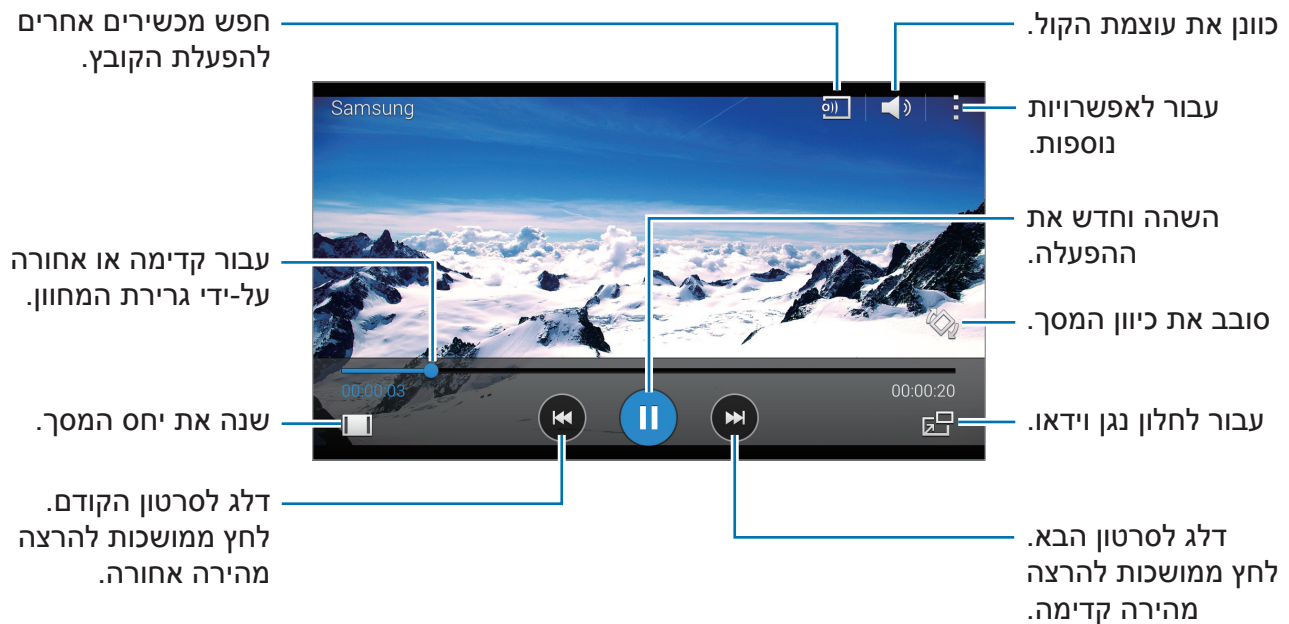 כוונן את עוצמת הקול.
חפש מכשירים אחרים
להפעלת הקובץ.
Samsung
עבור לאפשרויות
נוספות.
השהה וחדש את
ההפעלה.
עבור קדימה או אחורה
על-ידי גרירת המחוון.
סובב את כיוון המסך.
00:00:03
00:00:20
עבור לחלון נגן וידאו.
שנה את יחס המסך.
דלג לסרטון הקודם.
לחץ ממושכות להרצה
מהירה אחורה.
דלג לסרטון הבא.
לחץ ממושכות להרצה
מהירה קדימה.